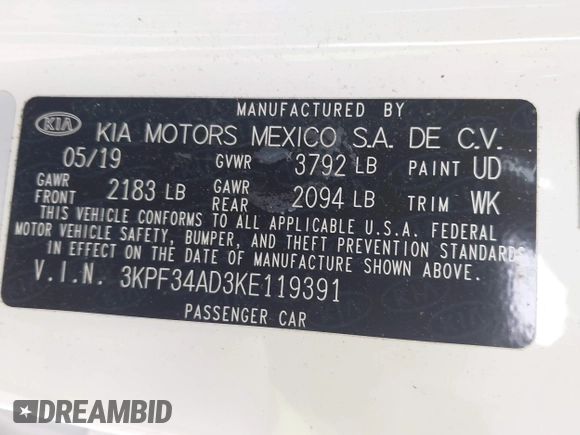 MANUFACTURED BY
KIA KIA MOTORS MEXICO S.A. DE C.V.
05/19 GVWR 3792 LB PAINT UD
GAWR FRONT 2183 LB GAWR REAR 2094 LB TRIM WK
THIS VEHICLE CONFORMS TO ALL APPLICABLE U.S.A. FEDERAL
MOTOR VEHICLE SAFETY, BUMPER, AND THEFT PREVENTION STANDARDS
IN EFFECT ON THE DATE OF MANUFACTURE SHOWN ABOVE.
V.I.N. 3KPF34AD3KE119391
PASSENGER CAR
DREAMBID